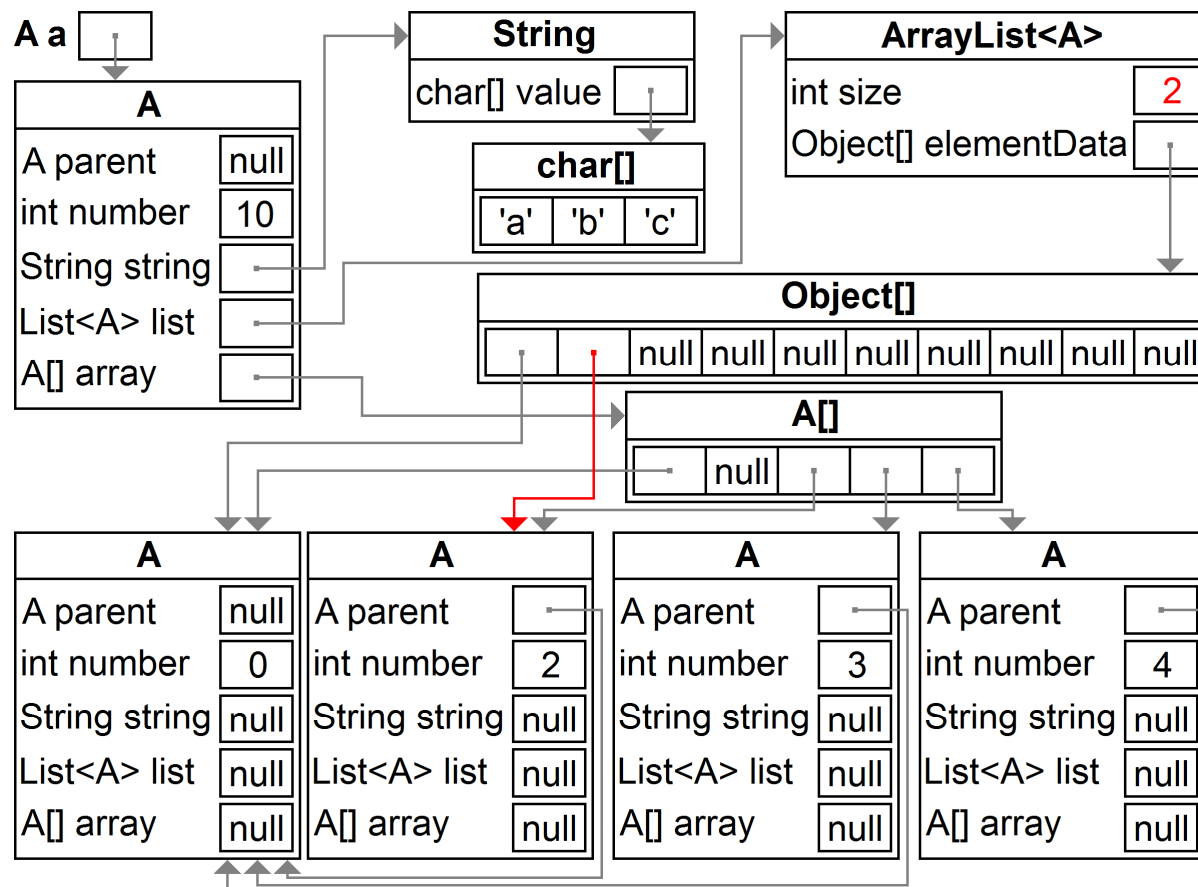 A a
A
A parent null
int number 10
String string
List<A> list
A[] array
String
char[] value
char[]
'a' 'b' 'c'
ArrayList<A>
int size 2
Object[] elementData
Object[]
null null null null null null null null
A[]
null
A
A parent null
int number 0
String string null
List<A> list null
A[] array null
A
A parent
int number 2
String string null
List<A> list null
A[] array null
A
A parent
int number 3
String string null
List<A> list null
A[] array null
A
A parent
int number 4
String string null
List<A> list null
A[] array null